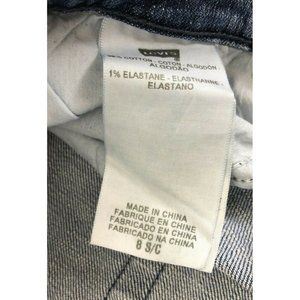 LEVI'S
COTTON - COTON - ALGODÓN
ALGODÃO
1% ELASTANE - ELASTHANNE -
ELASTANO
MADE IN CHINA
FABRIQUE EN CHINE
FABRICADO EN CHINA
FABRICADO NA CHINA
8 S/C